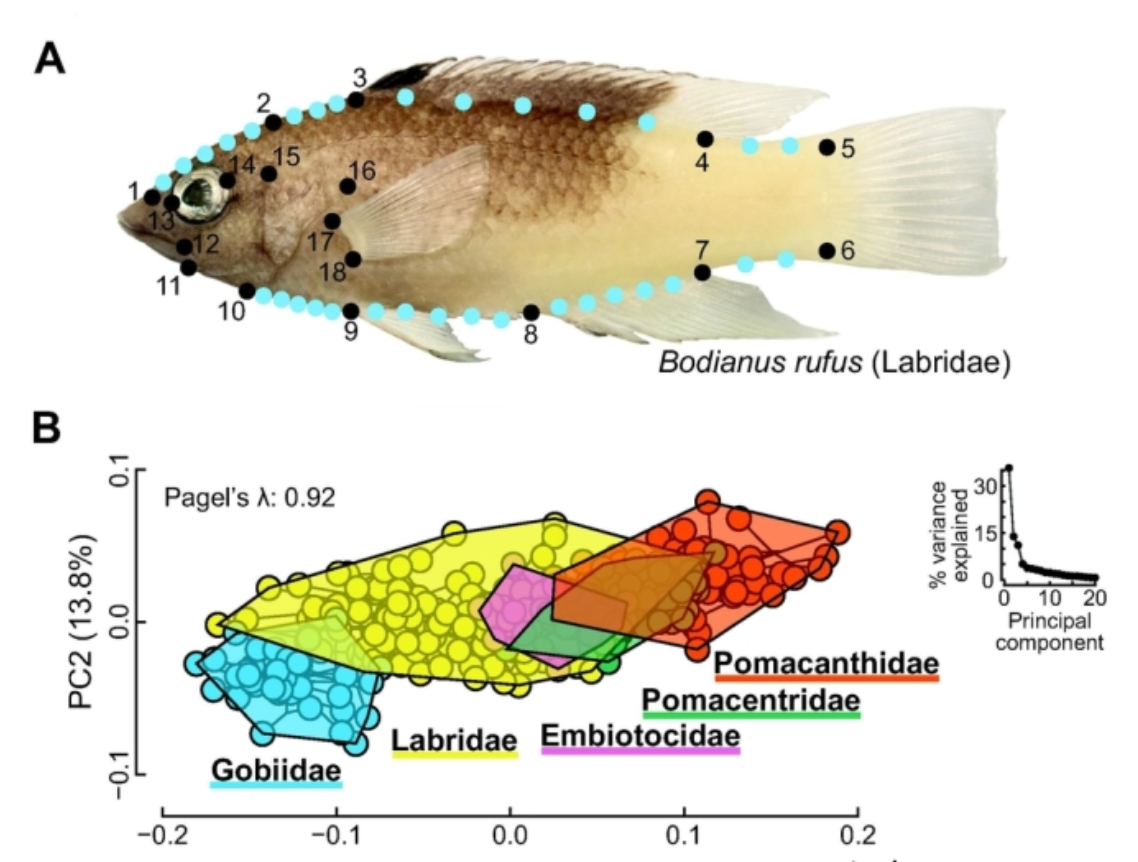 A
3
2
14
15
1
16
4
5
13
12
17
7
6
18
11
10
9
8
Bodianus rufus (Labridae)
B
0.1
Pagel's λ: 0.92
% variance
explained
30
15
0
0 10 20
Principal
component
PC2 (13.8%)
0.0
Pomacanthidae
Pomacentridae
Embiotocidae
Labridae
Gobiidae
−0.1
−0.2 −0.1 0.0 0.1 0.2